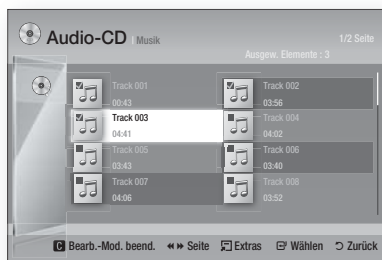 Audio-CD | Musik
1/2 Seite
Ausgew. Elemente : 3
Track 001
00:43
Track 002
03:56
Track 003
04:41
Track 004
04:02
Track 005
03:43
Track 006
03:40
Track 007
04:06
Track 008
03:52
C Bearb.-Mod. beend. Seite Extras Wählen Zurück